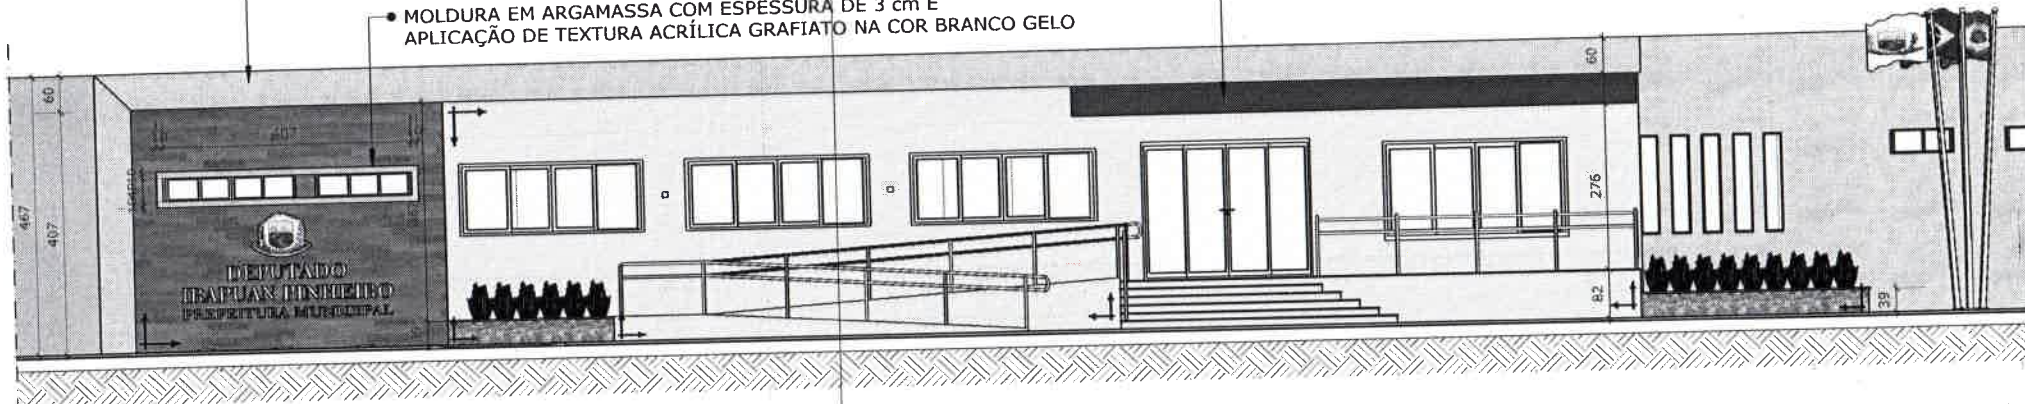 MOLDURA EM ARGAMASSA COM ESPESSURA DE 3 cm E
APLICAÇÃO DE TEXTURA ACRÍLICA GRAFIATO NA COR BRANCO GELO
60
60
407
276
467
407
82
39
DEPUTADO
IRAPUAN PINHEIRO
PREFEITURA MUNICIPAL